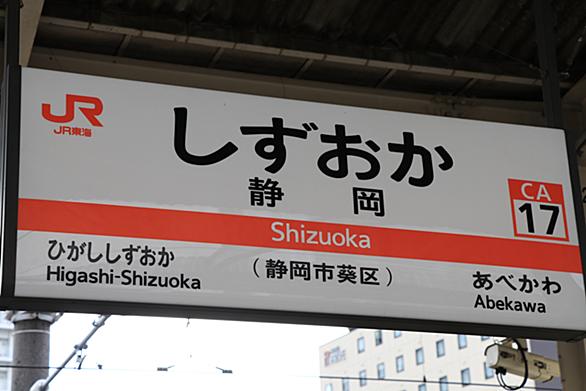 JR
JR東海
しずおか
静岡
CA
17
Shizuoka
ひがししずおか
Higashi-Shizuoka
(静岡市葵区)
あべかわ
Abekawa